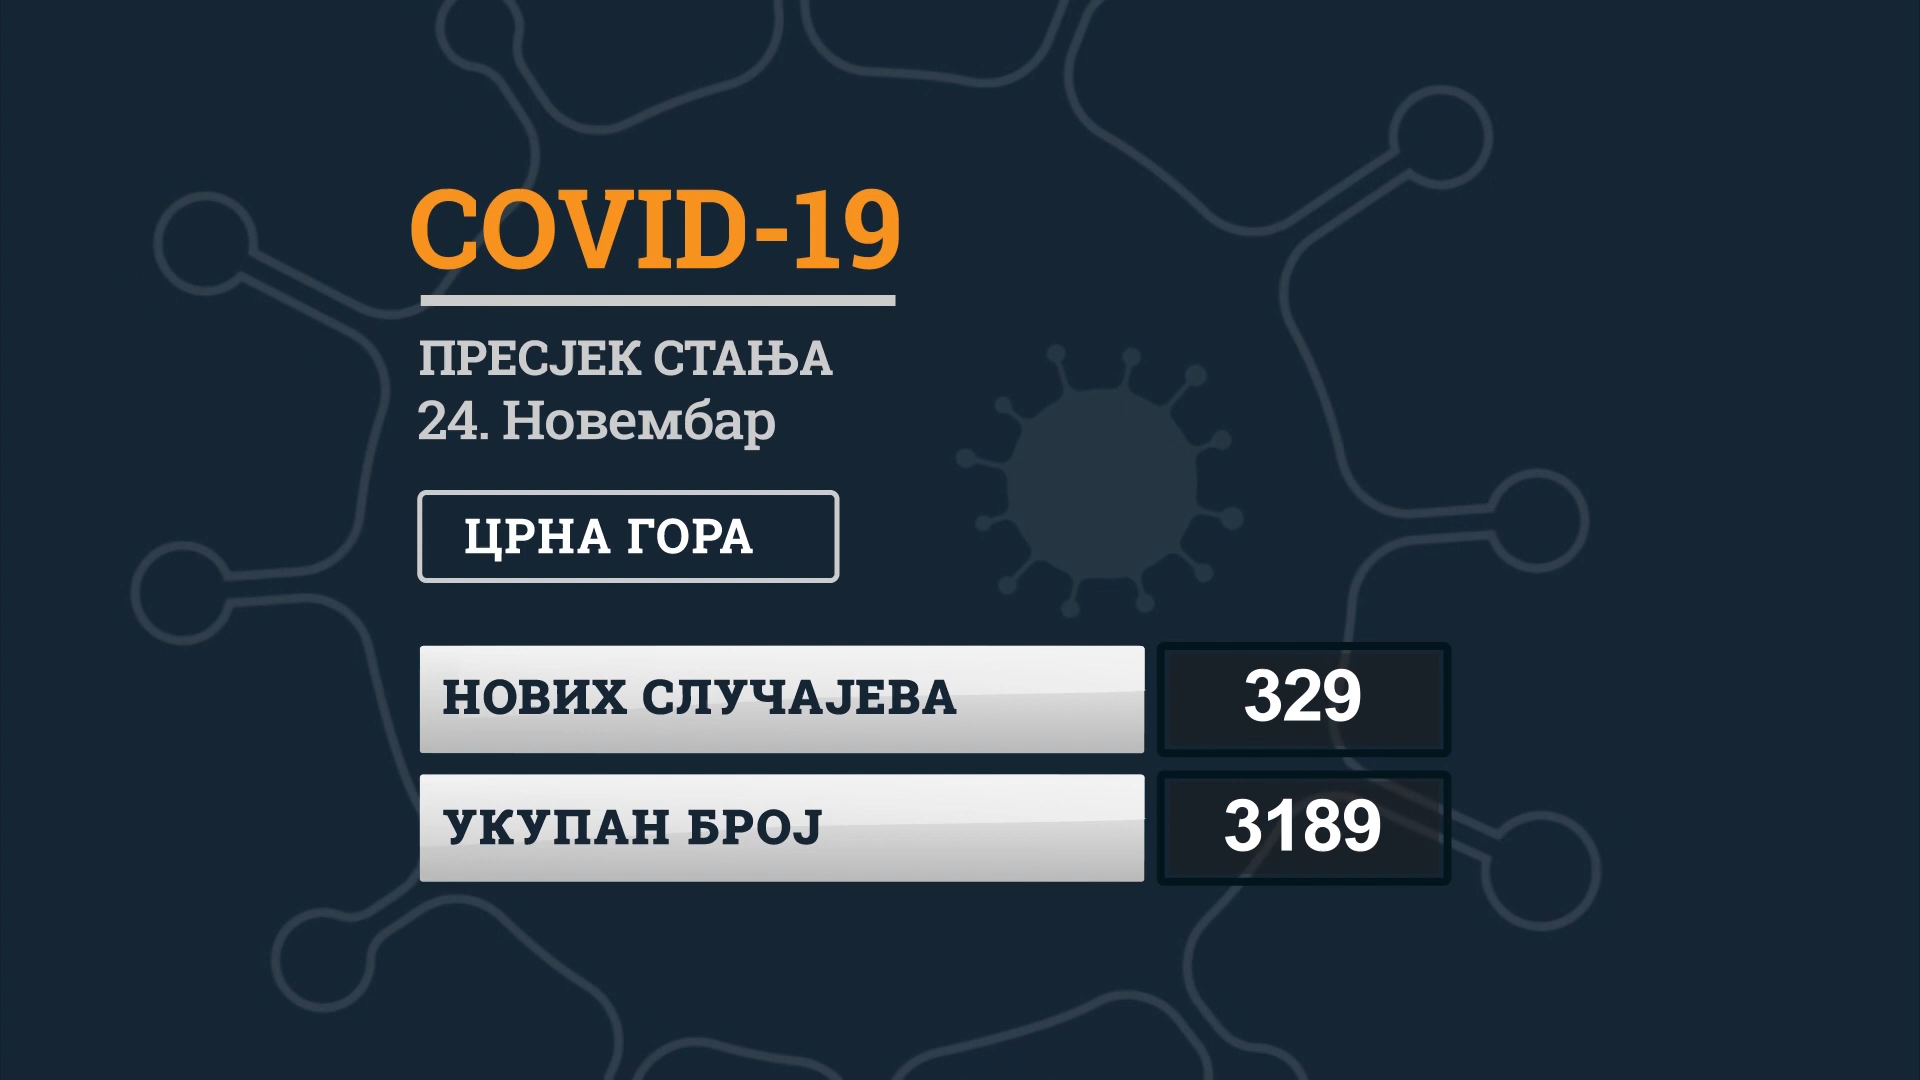 COVID-19
ПРЕСЈЕК СТАЊА
24. Новембар
ЦРНА ГОРА
НОВИХ СЛУЧАЈЕВА 329
УКУПАН БРОЈ 3189